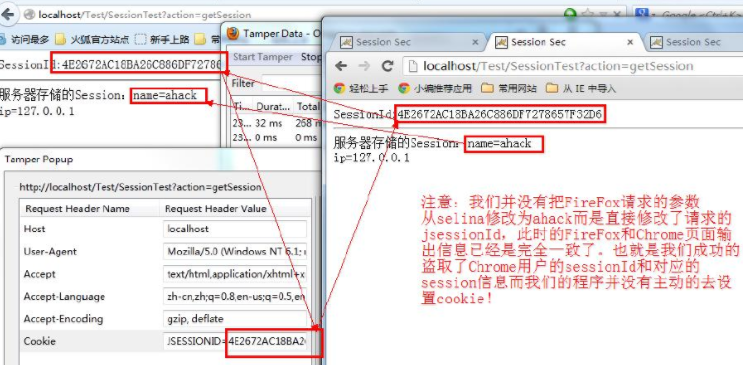 localhost/Test/SessionTest?action=getSession
访问最多 火狐官方站点 新手上路 常
SessionId:4E2672AC18BA26C886DF72786
服务器存储的Session：name=ahack
ip=127.0.0.1
Tamper Data - O
Start Tamper Stop
Filter
Ti... Durat... Total
23... 32 ms 268 m
23... 0 ms 0 ms
Tamper Popup
http://localhost/Test/SessionTest?action=getSession
Request Header Name Request Header Value
Host localhost
User-Agent Mozilla/5.0 (Windows NT 6.1;
Accept text/html,application/xhtml+x
Accept-Language zh-cn,zh;q=0.8,en-us;q=0.5,en
Accept-Encoding gzip, deflate
Cookie JSESSIONID=4E2672AC18BA2
Google <Ctrl+K
Session Sec Session Sec Session Sec
localhost/Test/SessionTest?action=getSession
轻松上手 小编推荐应用 常用网站 从 IE 中导入
SessionId:4E2672AC18BA26C886DF7278657F32D6
服务器存储的Session：name=ahack
ip=127.0.0.1
注意：我们并没有把FireFox请求的参数
从selina修改为ahack而是直接修改了请求的
jsessionId，此时的FireFox和Chrome页面输
出信息已经是完全一致了。也就是我们成功的
盗取了Chrome用户的sessionId和对应的
session信息而我们的程序并没有主动的去设
置cookie！